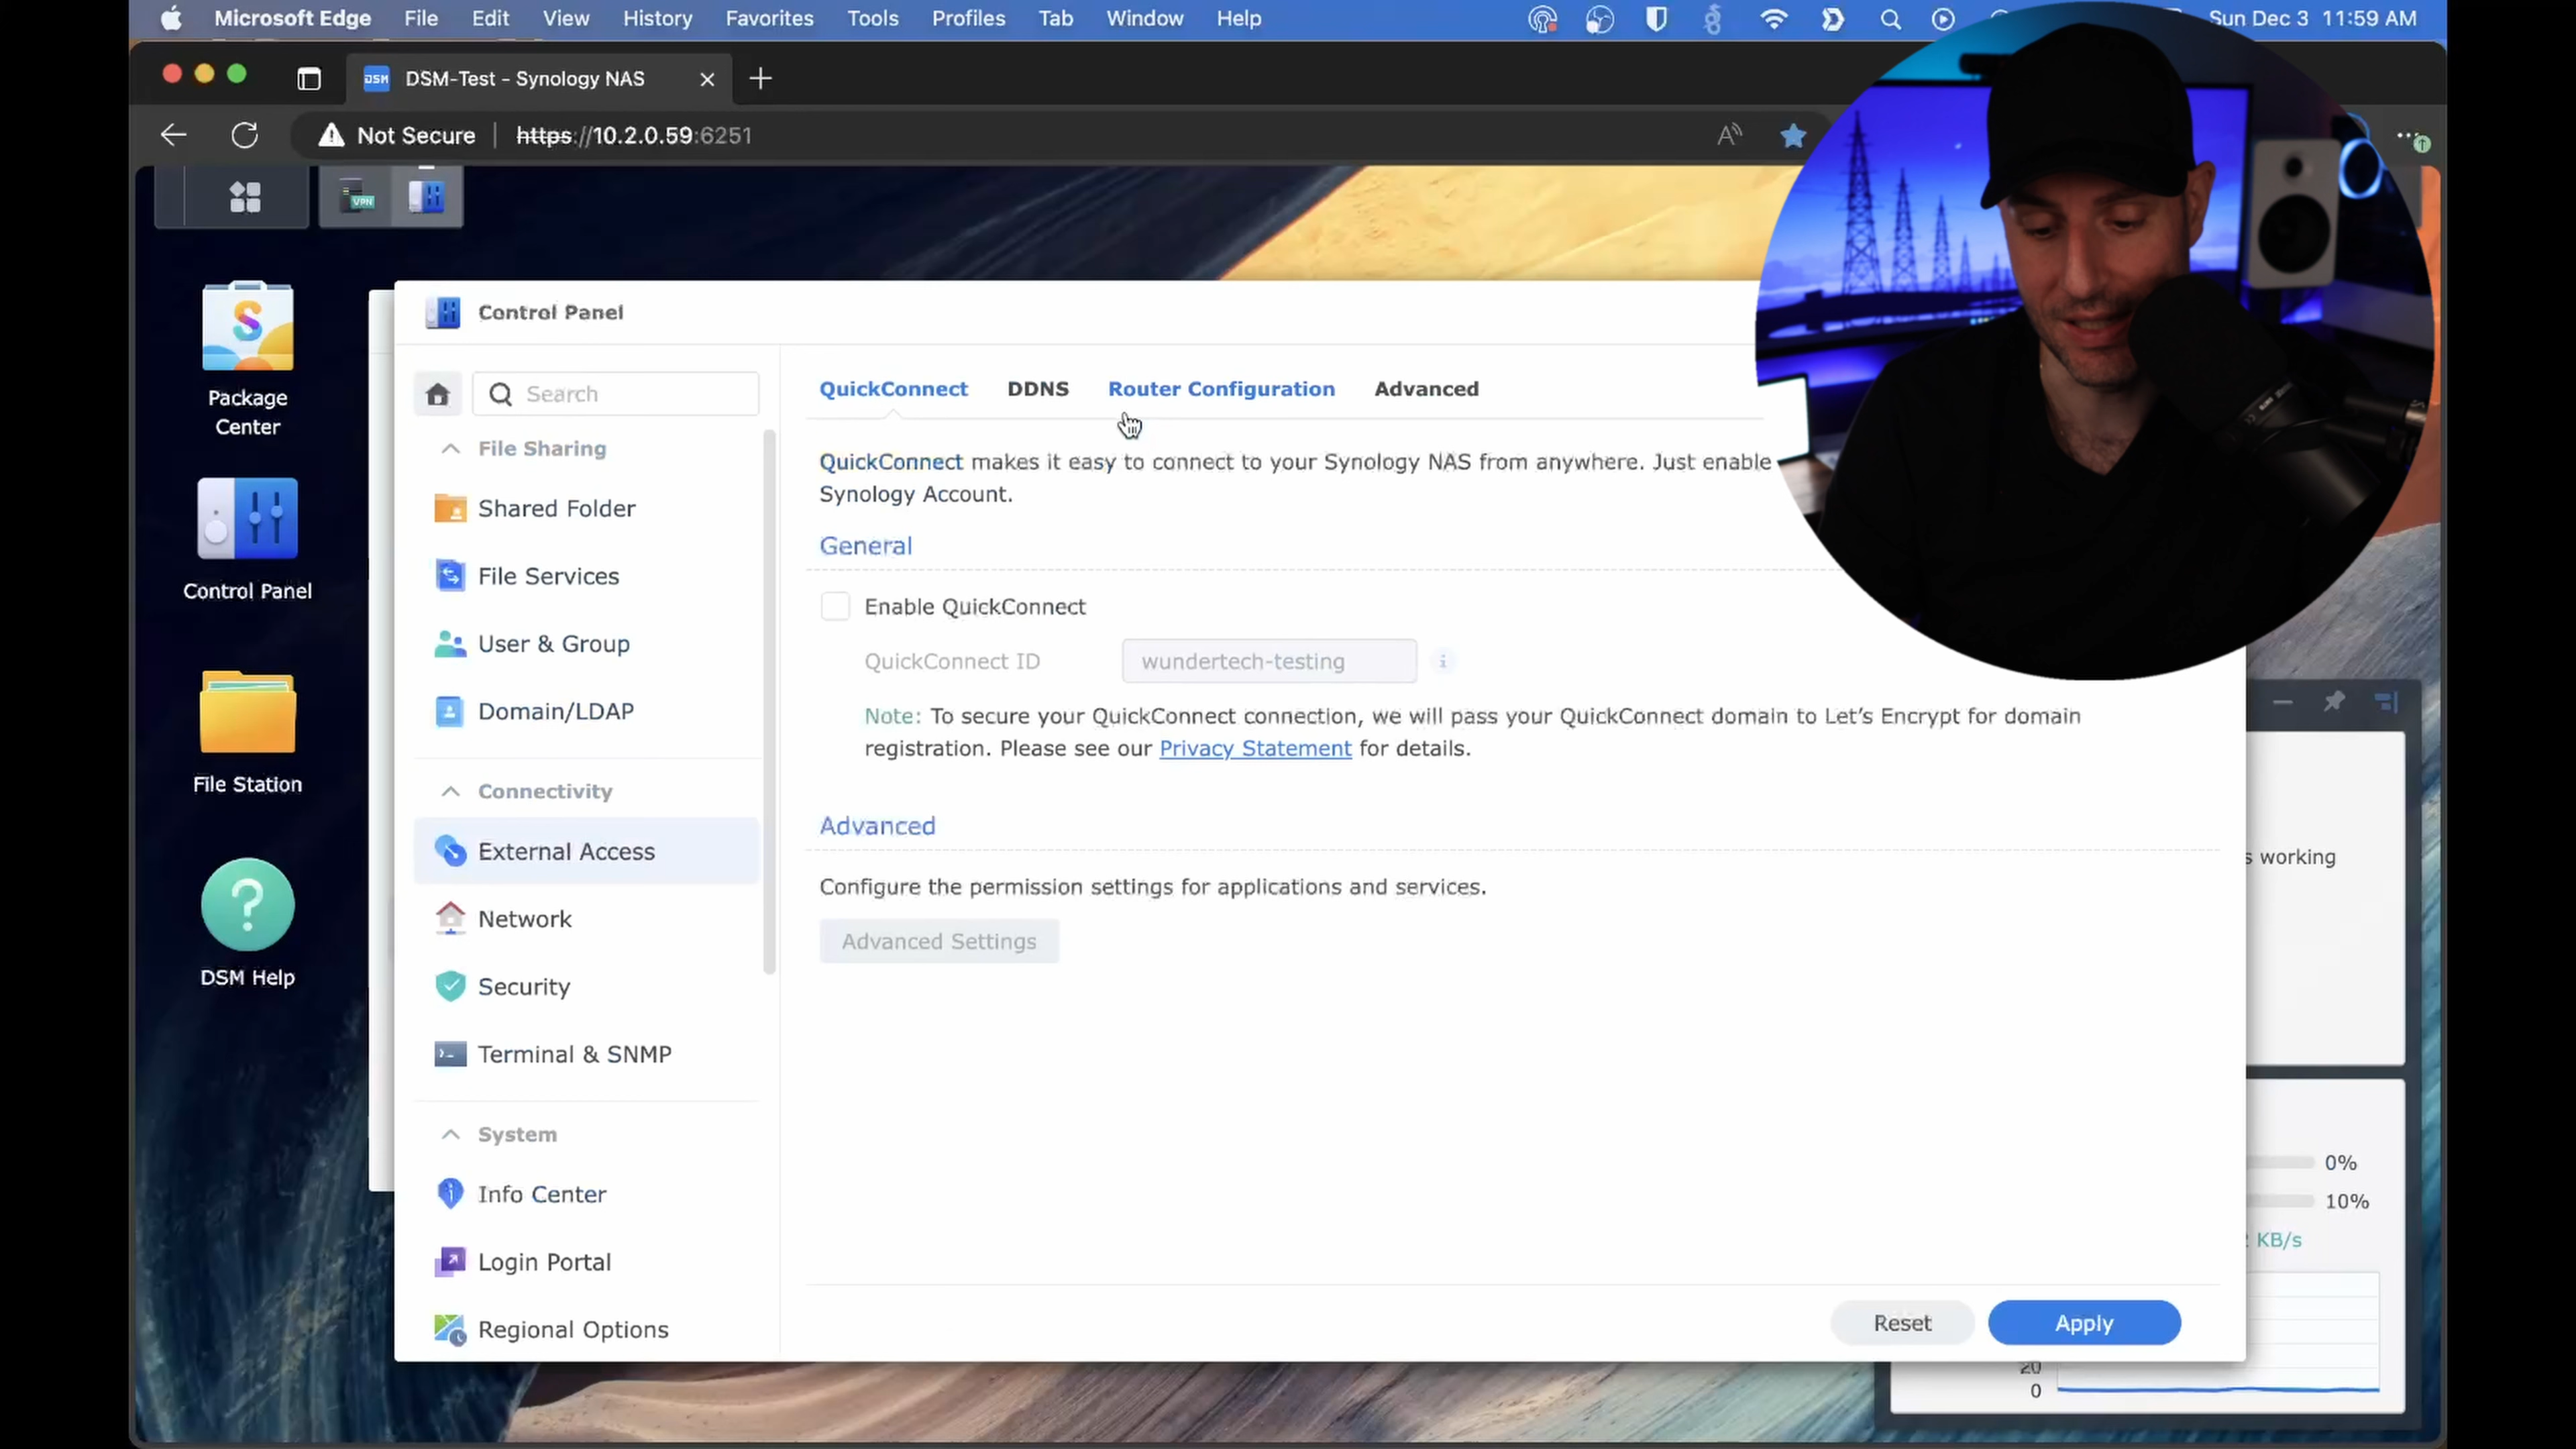 Microsoft Edge File Edit View History Favorites Tools Profiles Tab Window Help Sun Dec 3 11:59 AM
DSM DSM-Test - Synology NAS
Not Secure https://10.2.0.59:6251
VPN
Package
Center
Control Panel
File Station
DSM Help
Control Panel
Search
File Sharing
Shared Folder
File Services
User & Group
Domain/LDAP
Connectivity
External Access
Network
Security
Terminal & SNMP
System
Info Center
Login Portal
Regional Options
QuickConnect DDNS Router Configuration Advanced
QuickConnect makes it easy to connect to your Synology NAS from anywhere. Just enable
Synology Account.
General
Enable QuickConnect
QuickConnect ID wundertech-testing
Note: To secure your QuickConnect connection, we will pass your QuickConnect domain to Let's Encrypt for domain
registration. Please see our Privacy Statement for details.
Advanced
Configure the permission settings for applications and services.
Advanced Settings
Reset Apply
working
0%
10%
KB/s
20
0